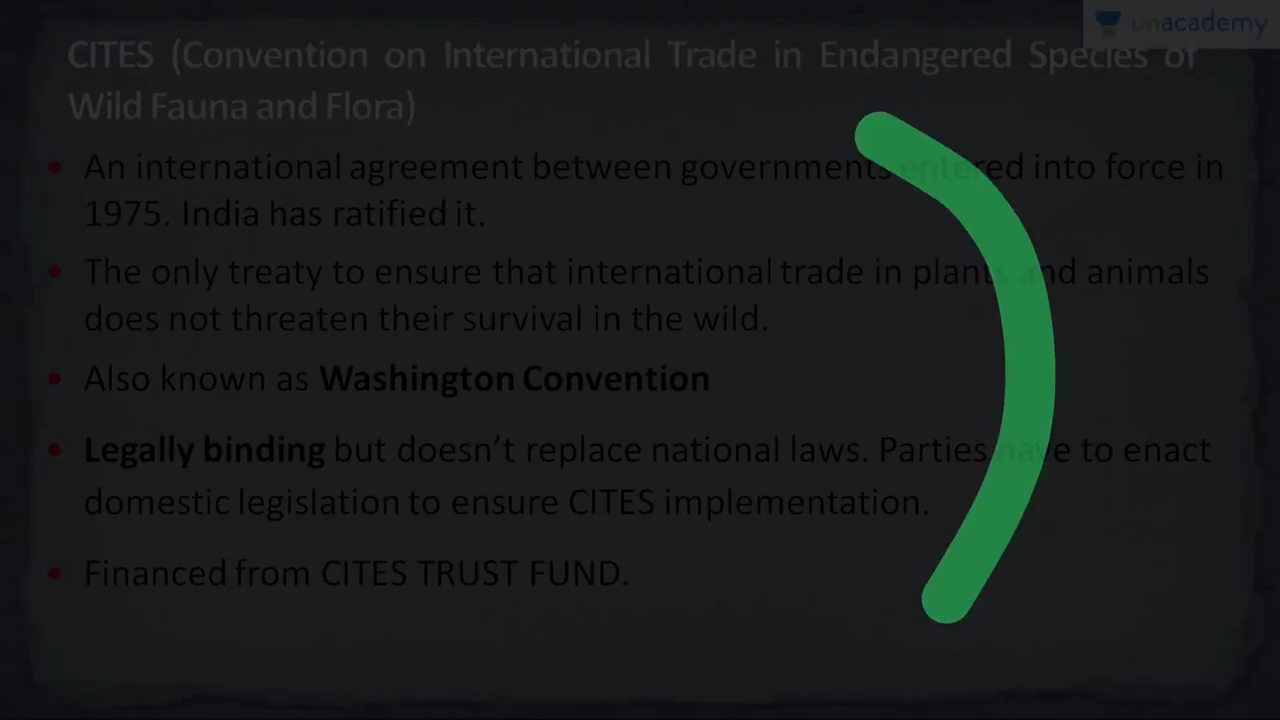 unacademy
CITES (Convention on International Trade in Endangered Species of
Wild Fauna and Flora)
An international agreement between governments entered into force in
1975. India has ratified it.
The only treaty to ensure that international trade in plants and animals
does not threaten their survival in the wild.
Also known as Washington Convention
Legally binding but doesn’t replace national laws. Parties have to enact
domestic legislation to ensure CITES implementation.
Financed from CITES TRUST FUND.